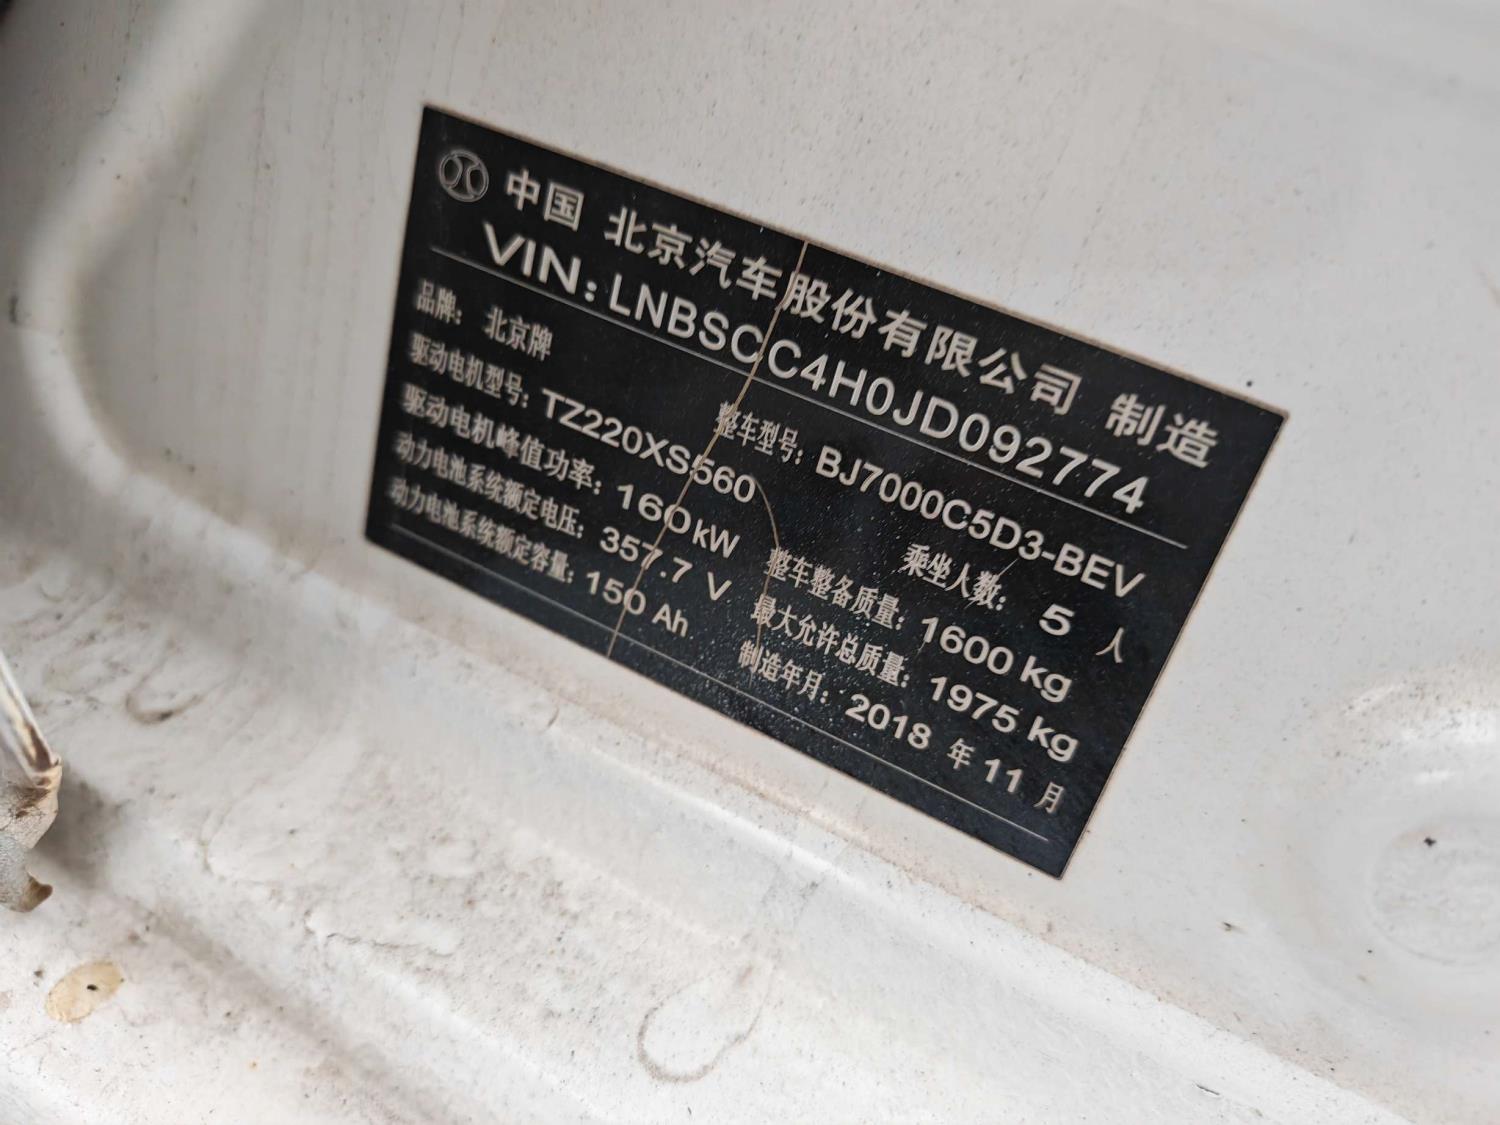 中国 北京汽车股份有限公司 制造
VIN: LNBSCC4H0JD092774
品牌: 北京牌 整车型号: BJ7000C5D3-BEV
驱动电机型号: TZ220XS560 乘坐人数: 5 人
驱动电机峰值功率: 160kW 整车整备质量: 1600 kg
动力电池系统额定电压: 357.7 V 最大允许总质量: 1975 kg
动力电池系统额定容量: 150 Ah 制造年月: 2018 年 11 月